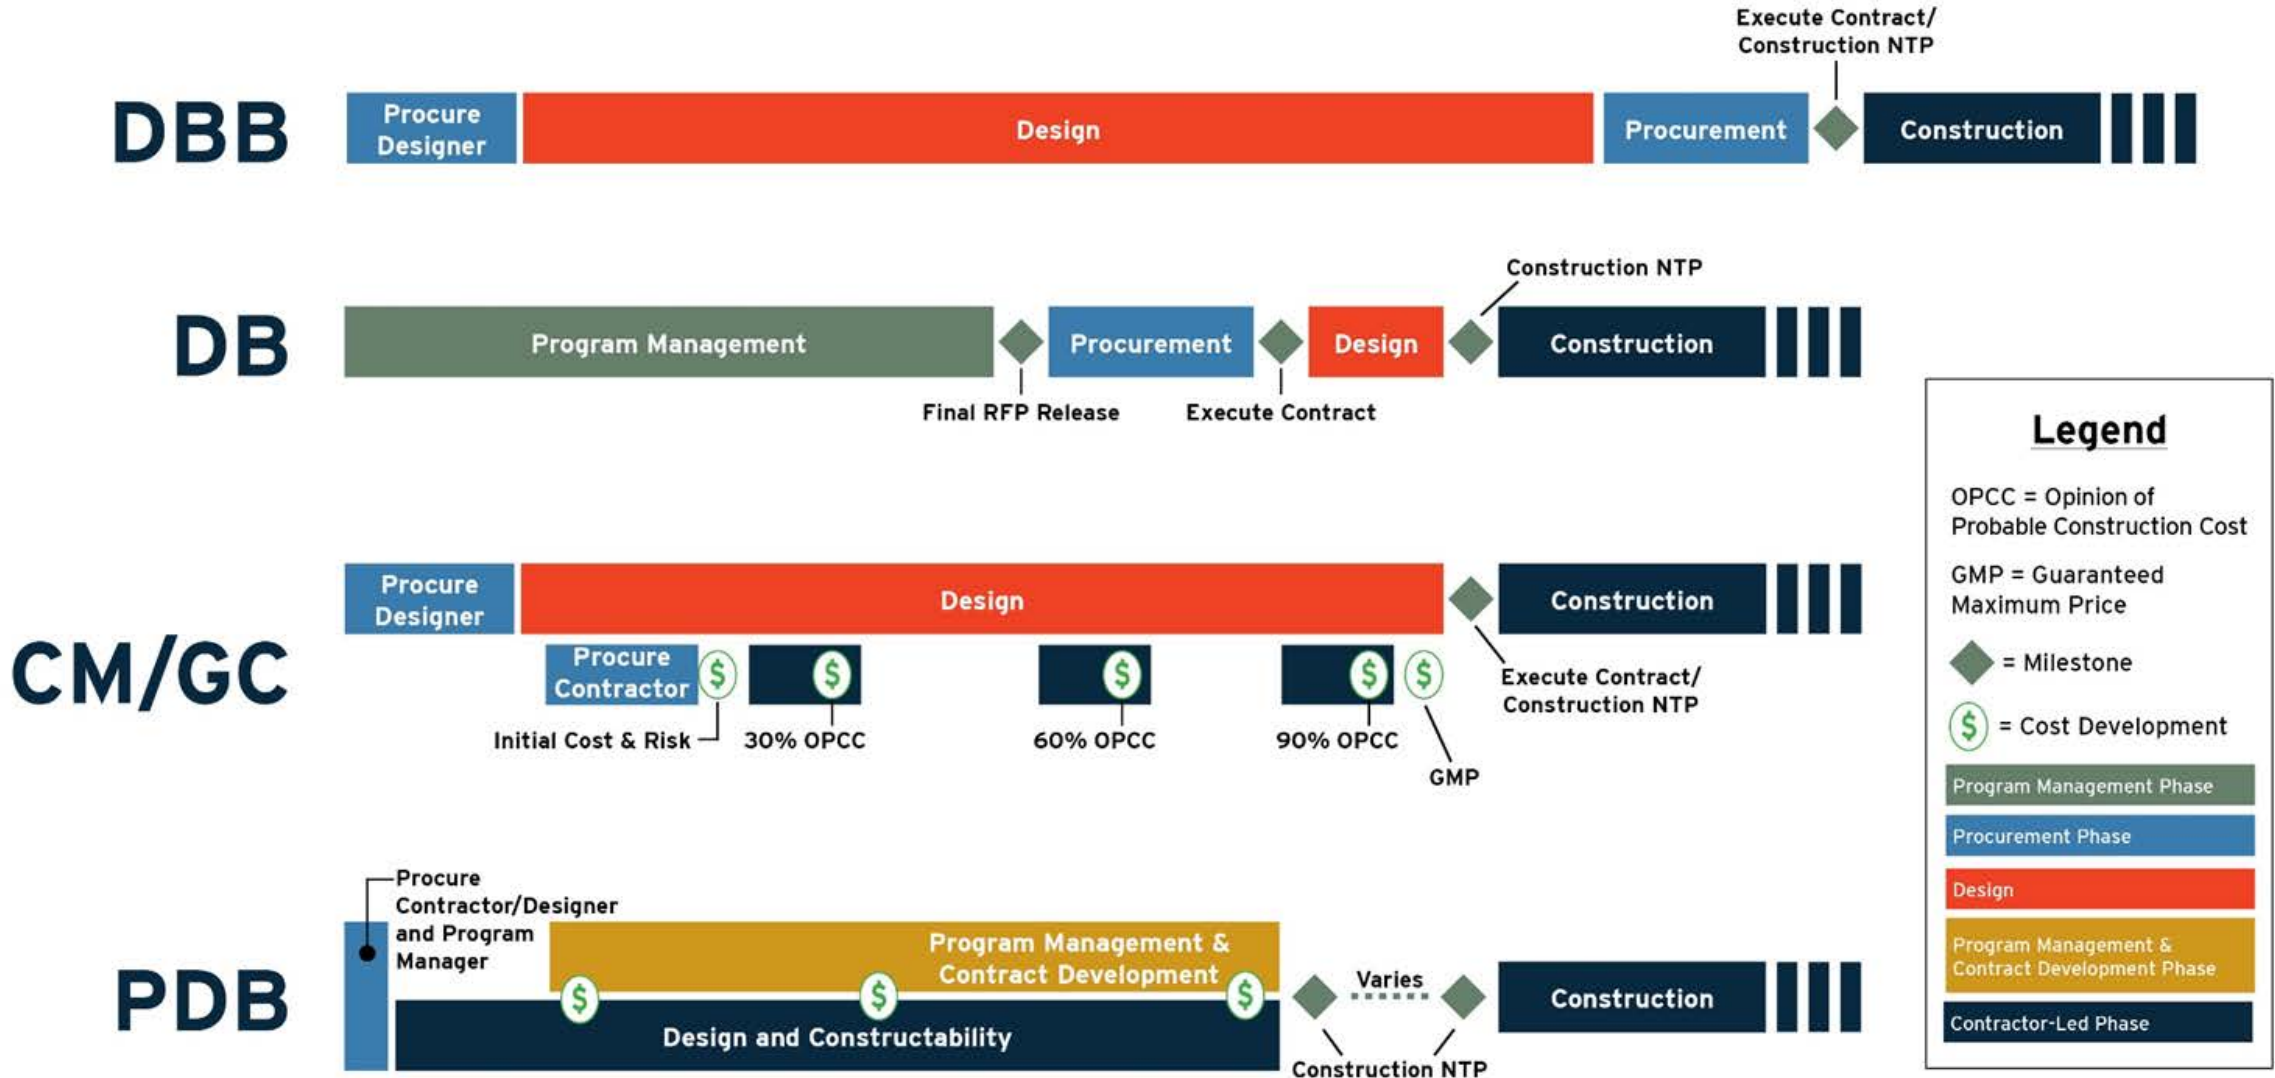 Execute Contract/
Construction NTP
DBB
Procure
Designer
Design
Procurement
Construction
Construction NTP
DB
Program Management
Procurement
Design
Construction
Final RFP Release
Execute Contract
CM/GC
Procure
Designer
Design
Construction
Procure
Contractor
$
$
$
$
$
Execute Contract/
Construction NTP
Initial Cost & Risk
30% OPCC
60% OPCC
90% OPCC
GMP
PDB
Procure
Contractor/Designer
and Program
Manager
Program Management &
Contract Development
$
$
$
Design and Constructability
Varies
Construction
Construction NTP
Legend
OPCC = Opinion of
Probable Construction Cost
GMP = Guaranteed
Maximum Price
= Milestone
$ = Cost Development
Program Management Phase
Procurement Phase
Design
Program Management &
Contract Development Phase
Contractor-Led Phase